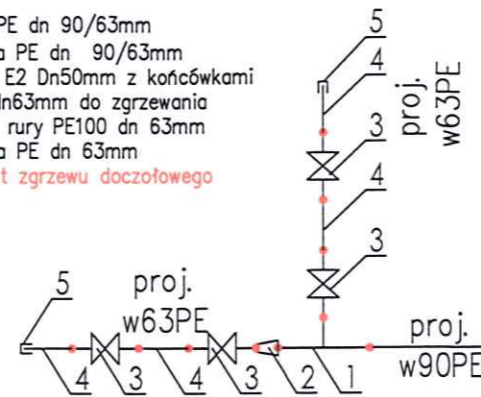 PE dn 90/63mm
a PE dn 90/63mm
E2 Dn50mm z końcówkami
dn63mm do zgrzewania
rury PE100 dn 63mm
a PE dn 63mm
t zgrzewu doczołowego
5
4
3
proj.
w63PE
4
3
5
proj.
w63PE
proj.
w90PE
4
3
4
3
2
1